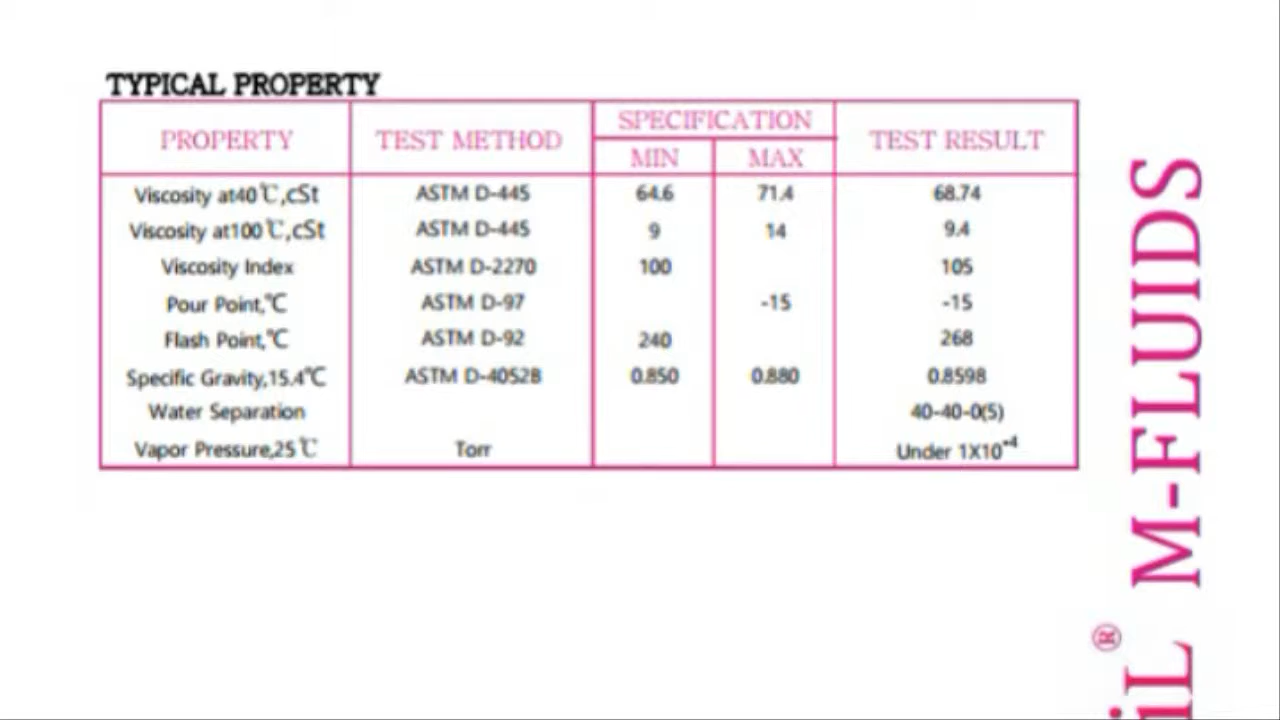 TYPICAL PROPERTY
PROPERTY TEST METHOD SPECIFICATION TEST RESULT
MIN MAX
Viscosity at40℃,cSt ASTM D-445 64.6 71.4 68.74
Viscosity at100℃,cSt ASTM D-445 9 14 9.4
Viscosity Index ASTM D-2270 100 105
Pour Point,℃ ASTM D-97 -15 -15
Flash Point,℃ ASTM D-92 240 268
Specific Gravity,15.4℃ ASTM D-4052B 0.850 0.880 0.8598
Water Separation 40-40-0(5)
Vapor Pressure,25℃ Torr Under 1X10⁻⁴
iL® M-FLUIDS